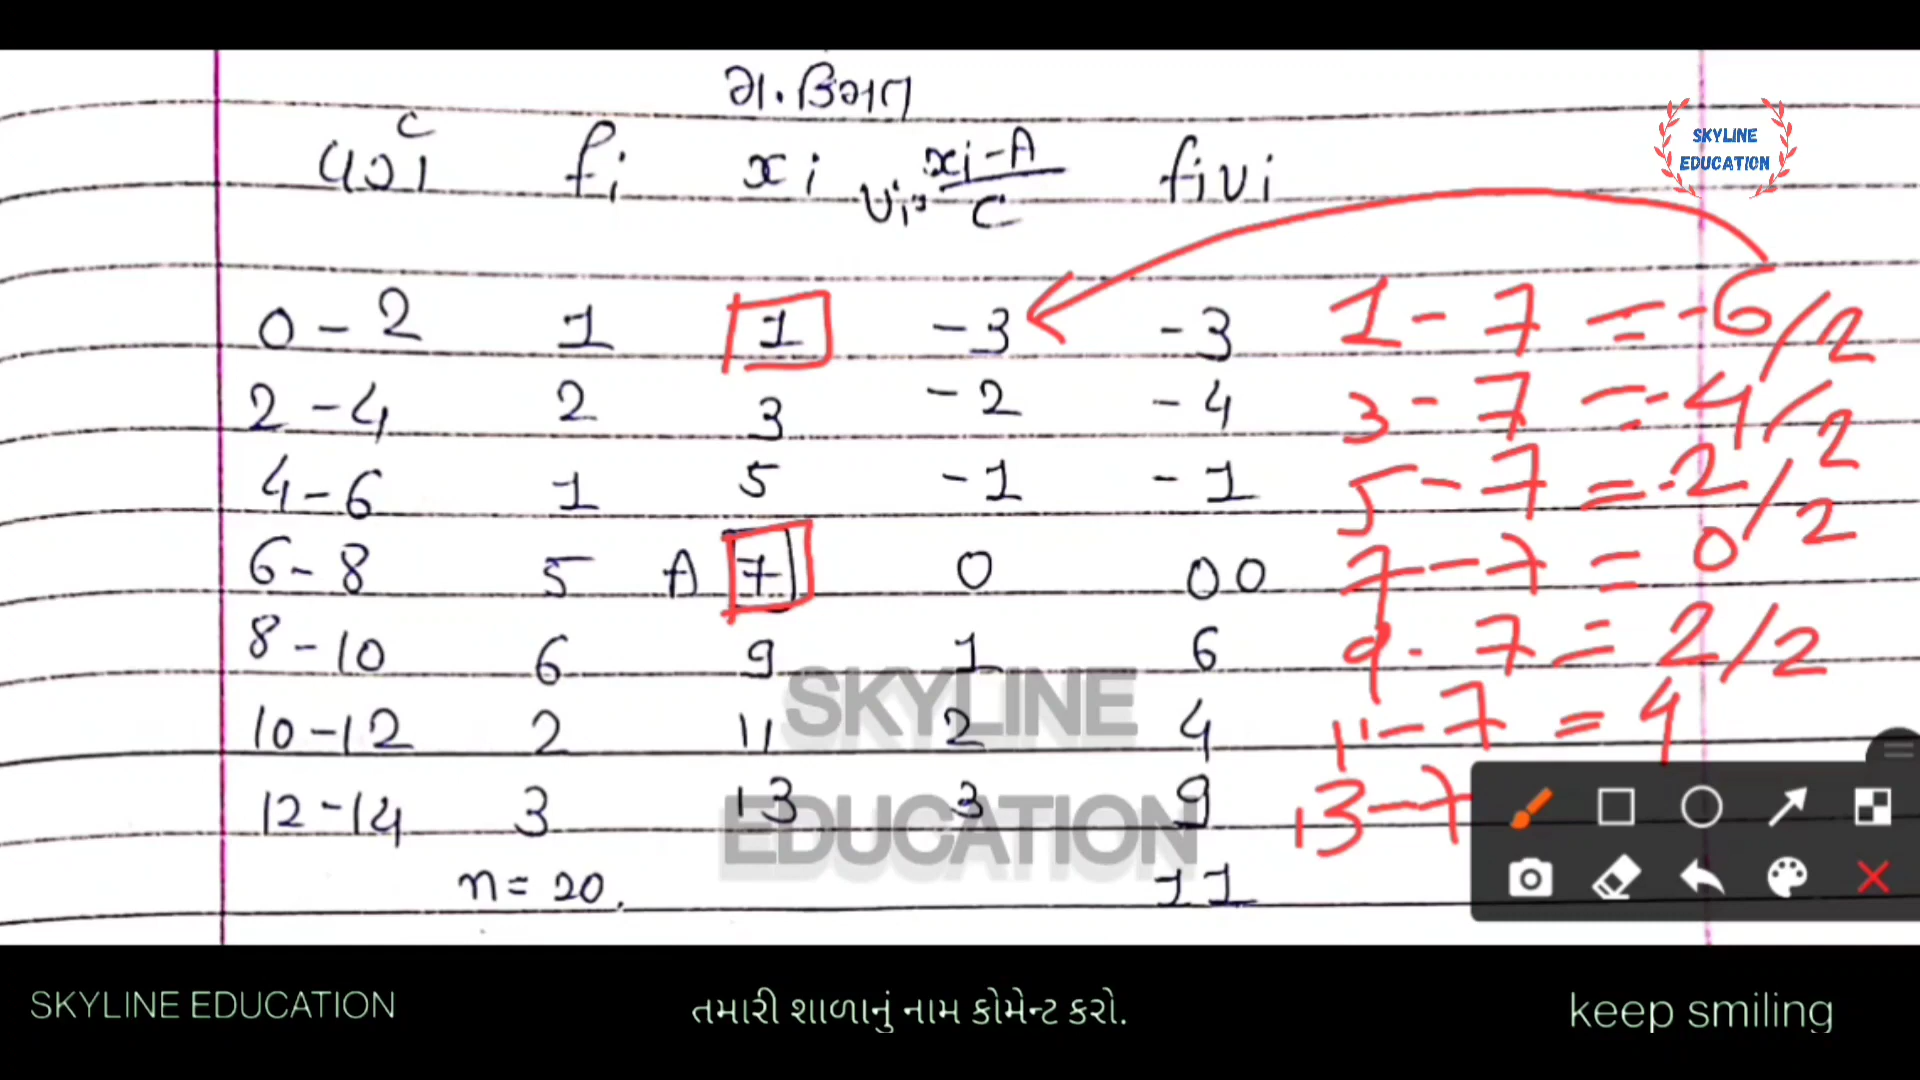 મ.કિંમત
વર્ગ fi xi ui = xi-A / C fiui
0-2 1 1 -3 -3 1-7=-6/2
2-4 2 3 -2 -4 3-7=-4/2
4-6 1 5 -1 -1 5-7=-2/2
6-8 5 A 7 0 00 7-7=0
8-10 6 9 1 6 9-7=2/2
10-12 2 11 2 4 11-7=4
12-14 3 13 3 9 13-7
n=20. 11
SKYLINE
EDUCATION
SKYLINE
EDUCATION
SKYLINE EDUCATION
તમારી શાળાનું નામ કોમેન્ટ કરો.
keep smiling